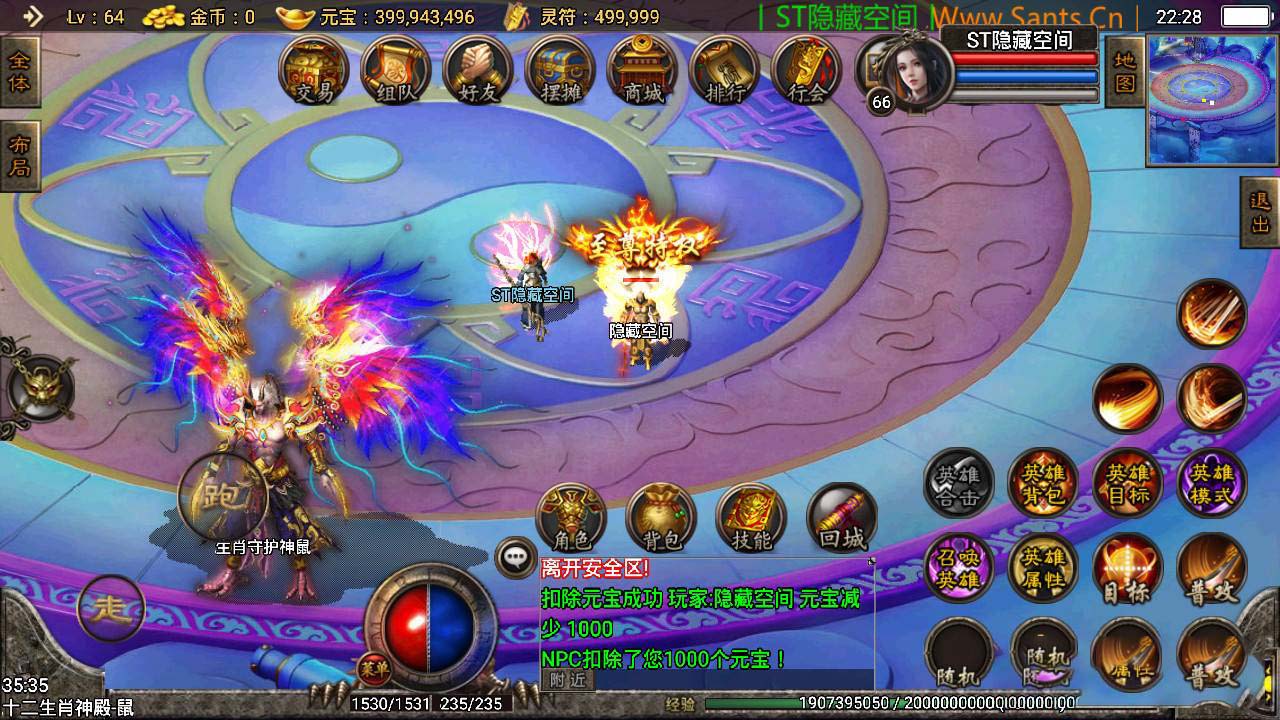 Lv : 64 金币 : 0 元宝 : 399,943,496 灵符 : 499,999 | ST隐藏空间 | Www.Sants.Cn | 22:28
全体
布局
交易 组队 好友 摆摊 商城 排行 行会
ST隐藏空间
66
地图
退出
至尊特权
ST隐藏空间
隐藏空间
跑
生肖守护神鼠
走
角色 背包 技能 回城
英雄合击 英雄背包 英雄目标 英雄模式
召唤英雄 英雄属性 目标 普攻
随机 随机 属性 普攻
离开安全区!
扣除元宝成功 玩家:隐藏空间 元宝减
少 1000
NPC扣除了您1000个元宝！
附近
菜单
35:35
十二生肖神殿.鼠
1530/1531 235/235
经验